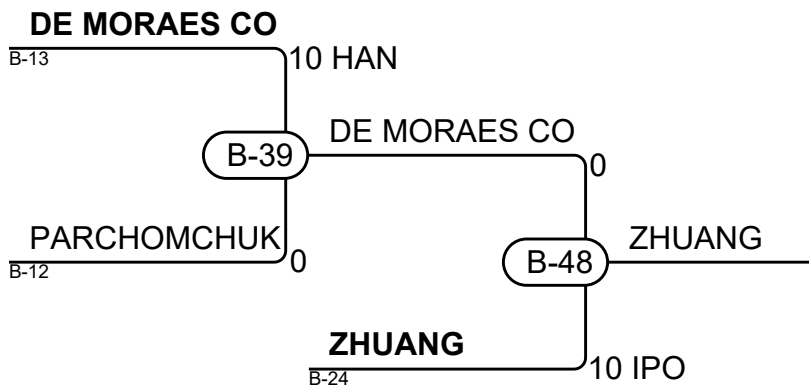 DE MORAES CO
B-13
10 HAN
DE MORAES CO
B-39
0
PARCHOMCHUK
0
B-12
ZHUANG
B-48
ZHUANG
10 IPO
B-24